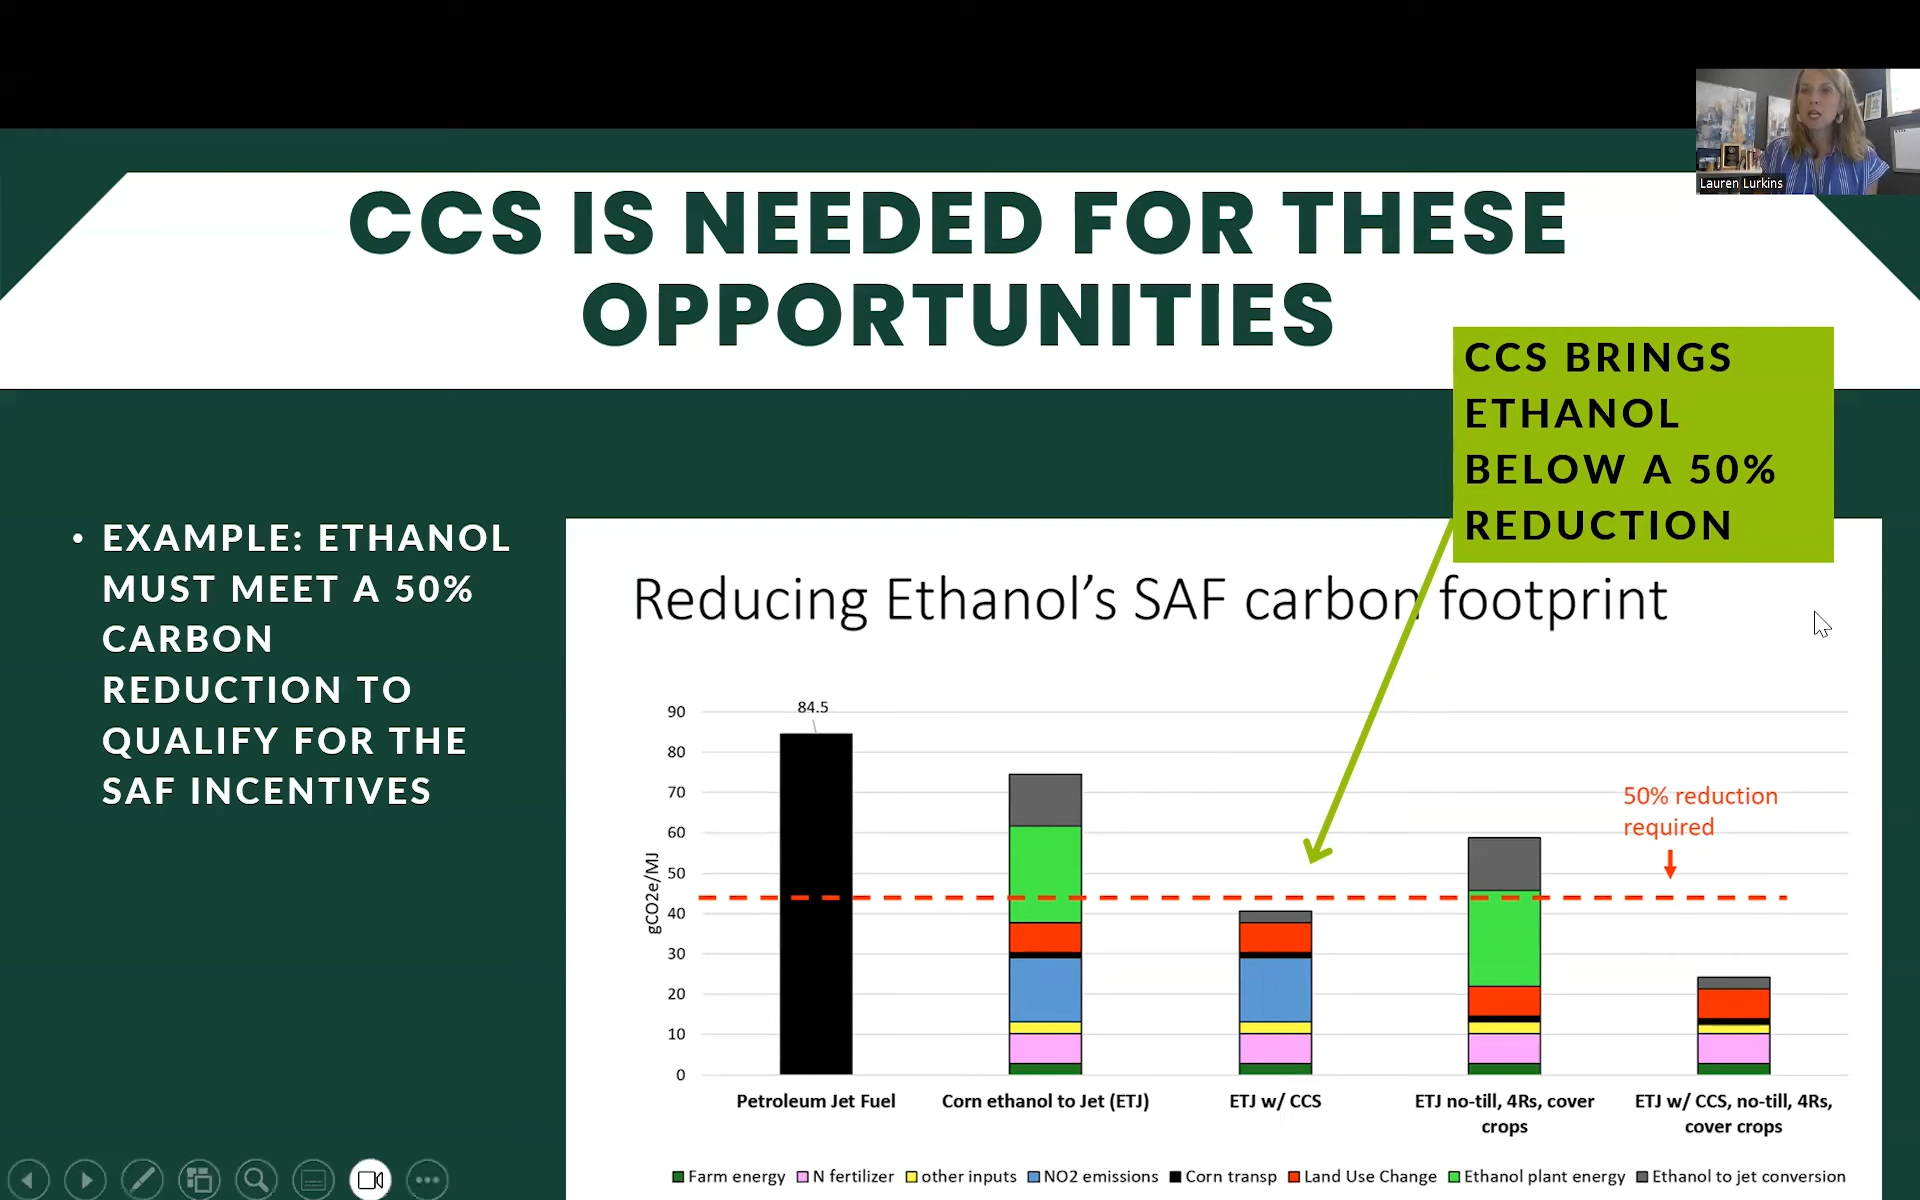 Lauren Lurkins
CCS IS NEEDED FOR THESE
OPPORTUNITIES
CCS BRINGS
ETHANOL
BELOW A 50%
REDUCTION
• EXAMPLE: ETHANOL
MUST MEET A 50%
CARBON
REDUCTION TO
QUALIFY FOR THE
SAF INCENTIVES
Reducing Ethanol's SAF carbon footprint
gCO2e/MJ
90
80
70
60
50
40
30
20
10
0
84.5
50% reduction
required
Petroleum Jet Fuel
Corn ethanol to Jet (ETJ)
ETJ w/ CCS
ETJ no-till, 4Rs, cover
crops
ETJ w/ CCS, no-till, 4Rs,
cover crops
Farm energy N fertilizer other inputs NO2 emissions Corn transp Land Use Change Ethanol plant energy Ethanol to jet conversion